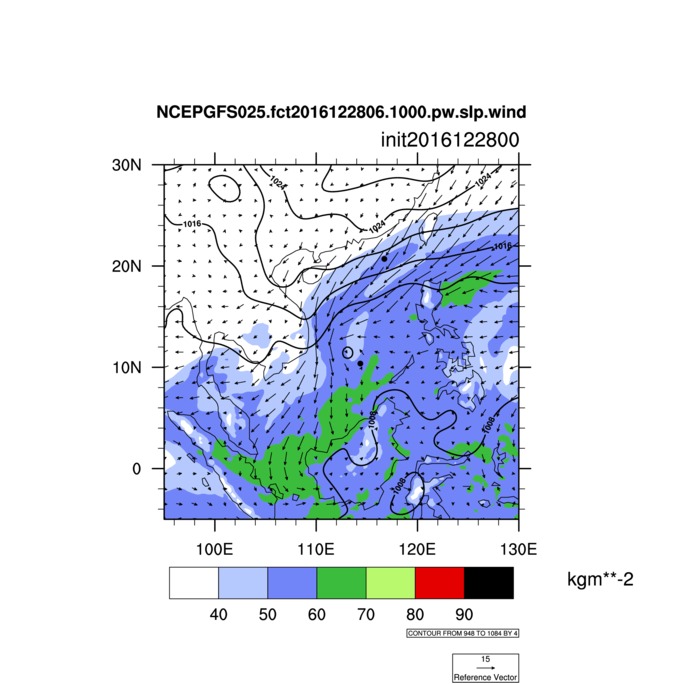 NCEPGFS025.fct2016122806.1000.pw.slp.wind
init2016122800
30N
20N
10N
0
1024
1024
1024
1016
1016
1008
1008
1008
100E 110E 120E 130E
40 50 60 70 80 90
kgm**-2
CONTOUR FROM 948 TO 1084 BY 4
15
Reference Vector